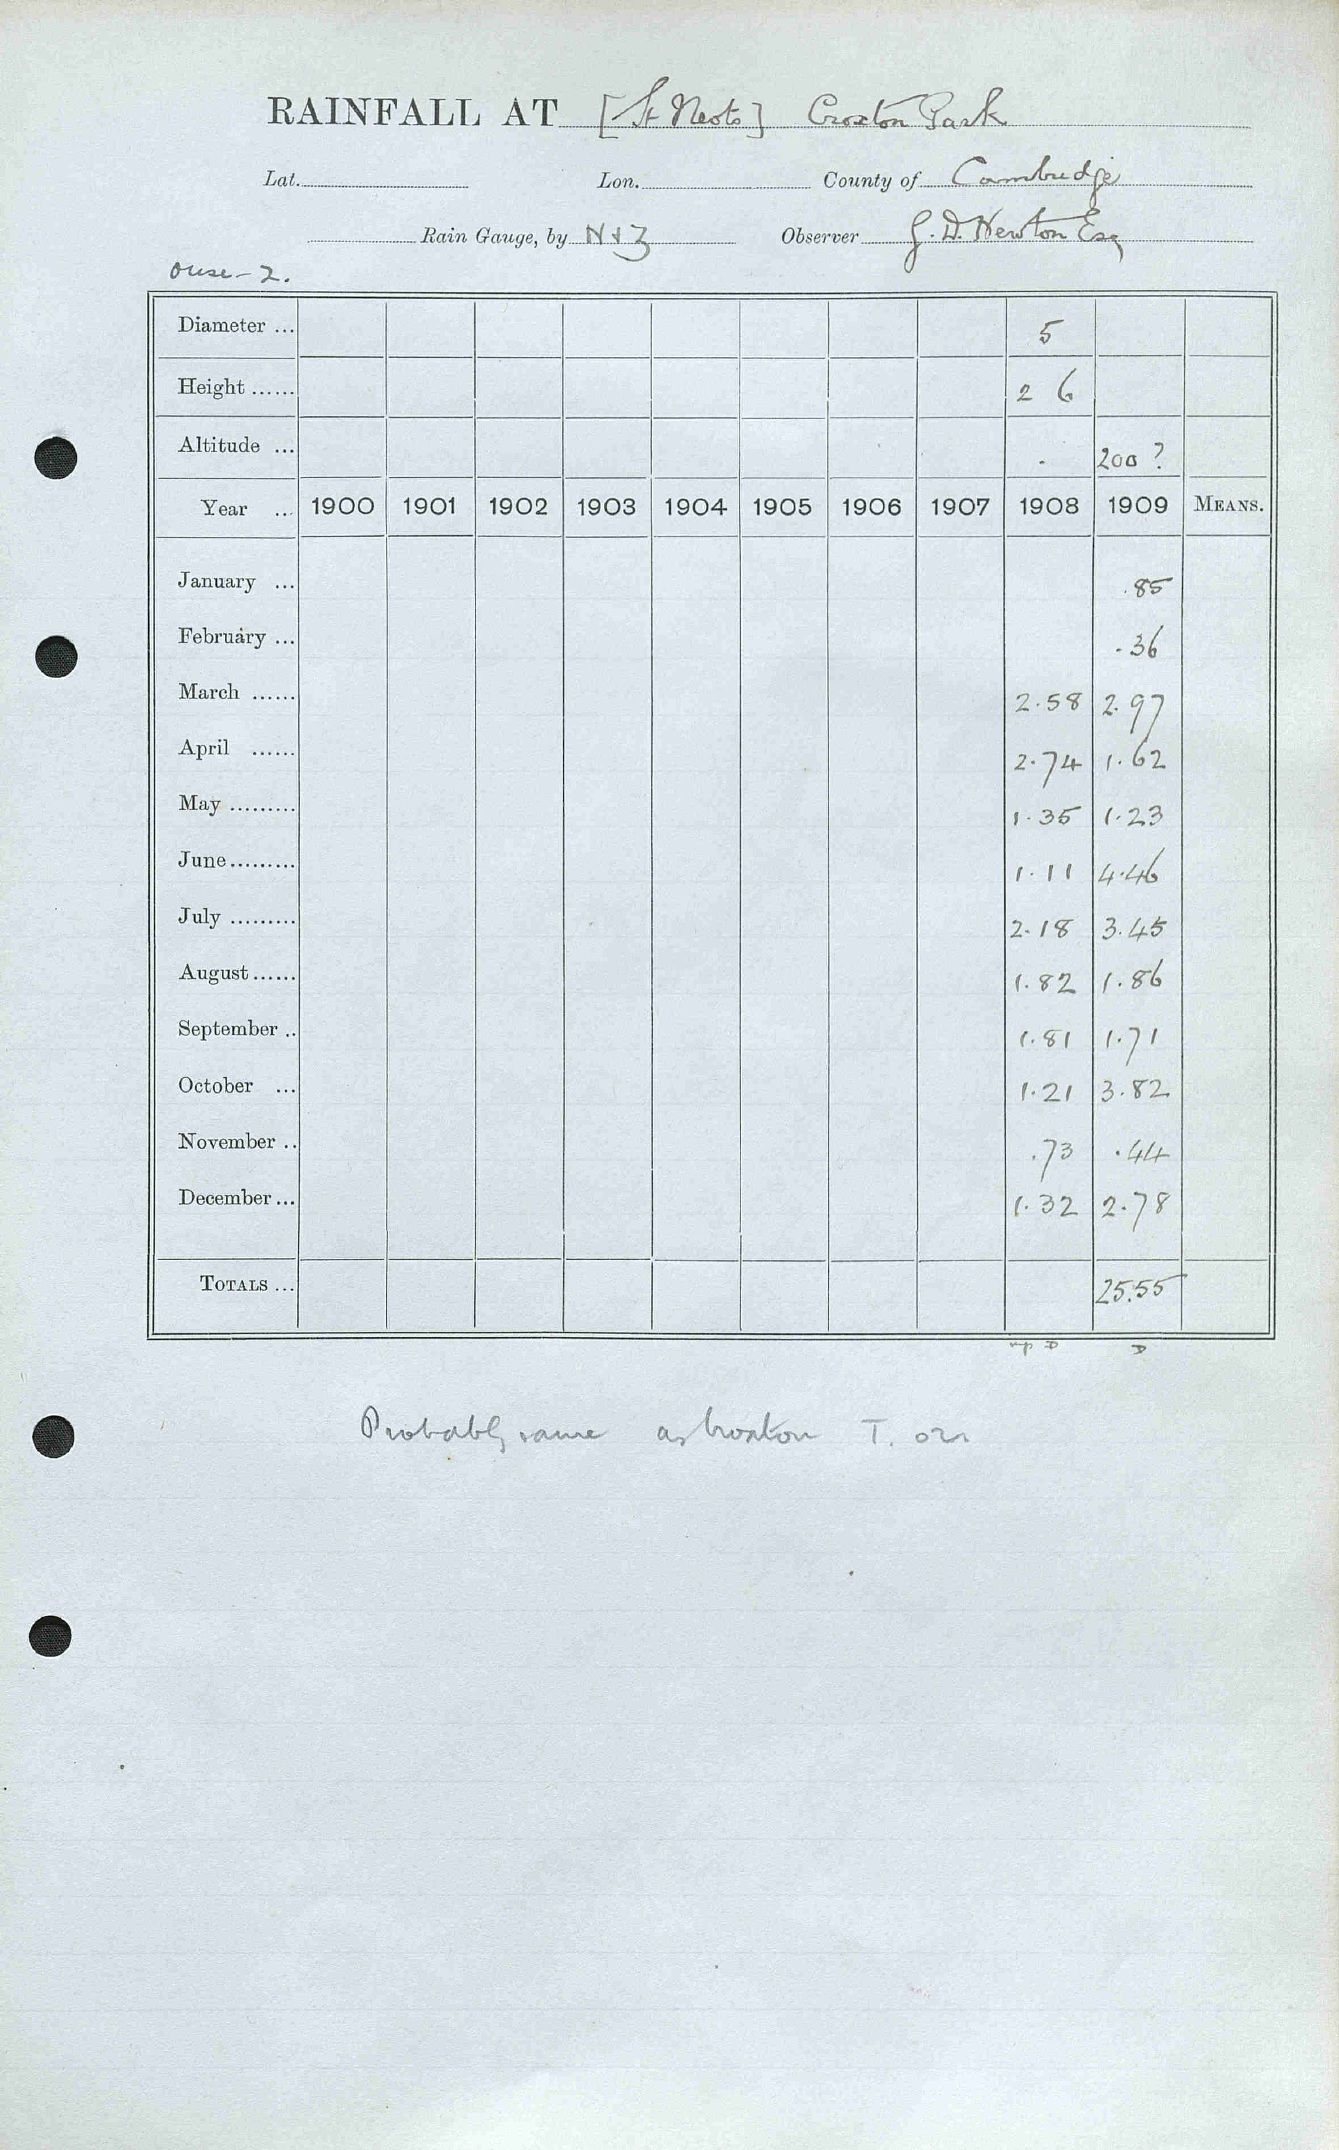 RAINFALL AT [St Neots] Croxton Park
Lat. Lon. County of Cambridge
Rain Gauge, by N & Z Observer G. D. Newton Esq
Ouse - 2.
Diameter ... 5
Height ...... 2 6
Altitude ... 200 ?
Year ... 1900 1901 1902 1903 1904 1905 1906 1907 1908 1909 MEANS.
January ... .85
February ... .36
March ...... 2.58 2.97
April ...... 2.74 1.62
May ......... 1.35 1.23
June......... 1.11 4.46
July ......... 2.18 3.45
August...... 1.82 1.86
September .. 1.81 1.71
October ... 1.21 3.82
November .. .73 .44
December... 1.32 2.78
TOTALS ... 25.55
D D
Probably same as Croxton T.